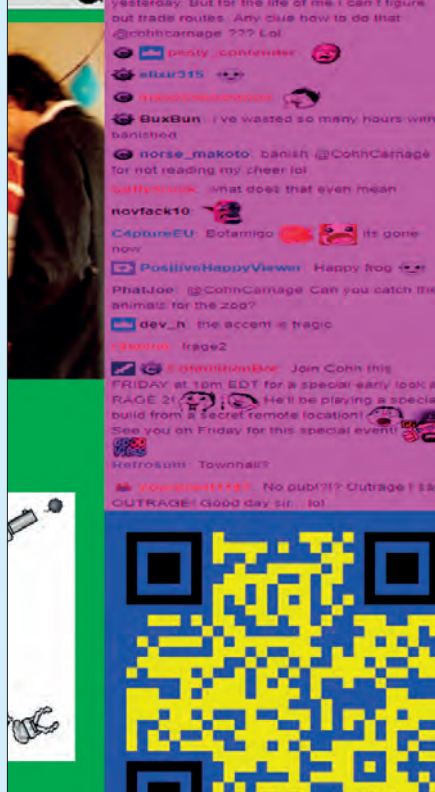 yesterday. But for the life of me I can't figure
out trade routes. Any clue how to do that
@cohhcarnage ??? Lol
penty_contender
elixir315
BuxBun: i've wasted so many hours with
banished
norse_makoto: banish @CohhCarnage
for not reading my cheer lol
what does that even mean
novfack10:
C4ptureEU: Botamigo its gone
now
PositiveHappyViewer: Happy frog
PhatJoe: @CohhCarnage Can you catch the
animals for the zoo?
dev_h: the accent is tragic
frage2
CohhilitionBot: Join Cohh this
FRIDAY at 1pm EDT for a special early look a
RAGE 2! He'll be playing a special
build from a secret remote location!
See you on Friday for this special event!
Retrosum: Townhall?
No pub!?!? Outrage I sa
OUTRAGE! Good day sir... lol